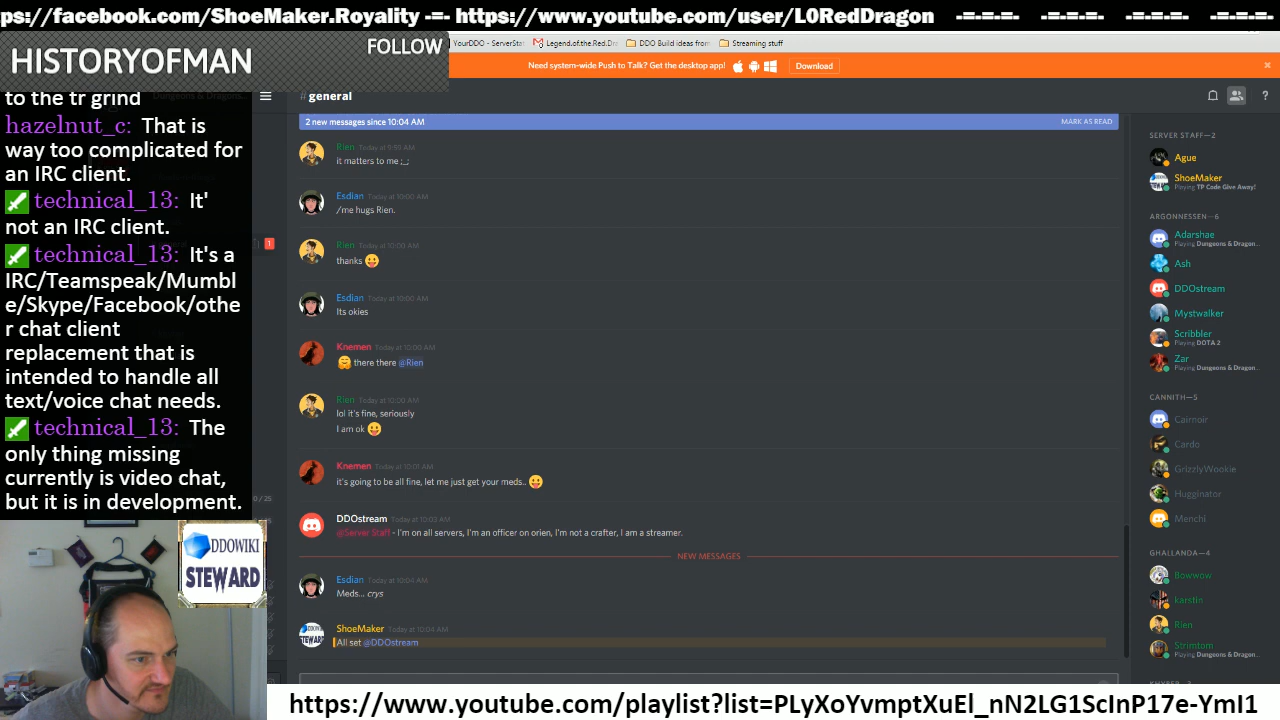 ps://facebook.com/ShoeMaker.Royality -=- https://www.youtube.com/user/L0RedDragon -=-=-=- -=-=-=- -=-=-=- -=-=-=-
HISTORYOFMAN
FOLLOW
YourDDO - ServerSta
Legend.of.the.Red.Dra
DDO Build ideas from
Streaming stuff
Need system-wide Push to Talk? Get the desktop app!
Download
to the tr grind
hazelnut_c: That is
way too complicated for
an IRC client.
technical_13: It'
not an IRC client.
technical_13: It's a
IRC/Teamspeak/Mumbl
e/Skype/Facebook/othe
r chat client
replacement that is
intended to handle all
text/voice chat needs.
technical_13: The
only thing missing
currently is video chat,
but it is in development.
1
0/25
DDOWIKI
STEWARD
#general
?
2 new messages since 10:04 AM
MARK AS READ
Rien
it matters to me ;_;
Esdian Today at 10:00 AM
/me hugs Rien.
Rien Today at 10:00 AM
thanks
Esdian Today at 10:00 AM
Its okies
Knemen Today at 10:00 AM
there there @Rien
Rien Today at 10:00 AM
lol it's fine, seriously
I am ok
Knemen Today at 10:01 AM
it's going to be all fine, let me just get your meds..
DDOstream Today at 10:03 AM
@Server Staff - I'm on all servers, I'm an officer on orien, I'm not a crafter, I am a streamer.
NEW MESSAGES
Esdian Today at 10:04 AM
Meds... crys
ShoeMaker Today at 10:04 AM
All set @DDOstream
SERVER STAFF—2
Ague
ShoeMaker
Playing TP Code Give Away!
ARGONNESSEN—6
Adarshae
Playing Dungeons & Dragon...
Ash
DDOstream
Mystwalker
Scribbler
Playing DOTA 2
Zar
Playing Dungeons & Dragon...
CANNITH—5
Cairnoir
Cardo
GrizzlyWookie
Hugginator
Menchi
GHALLANDA—4
Bowwow
karstin
Rien
Strimtom
Playing Dungeons & Dragon...
https://www.youtube.com/playlist?list=PLyXoYvmptXuEl_nN2LG1ScInP17e-YmI1